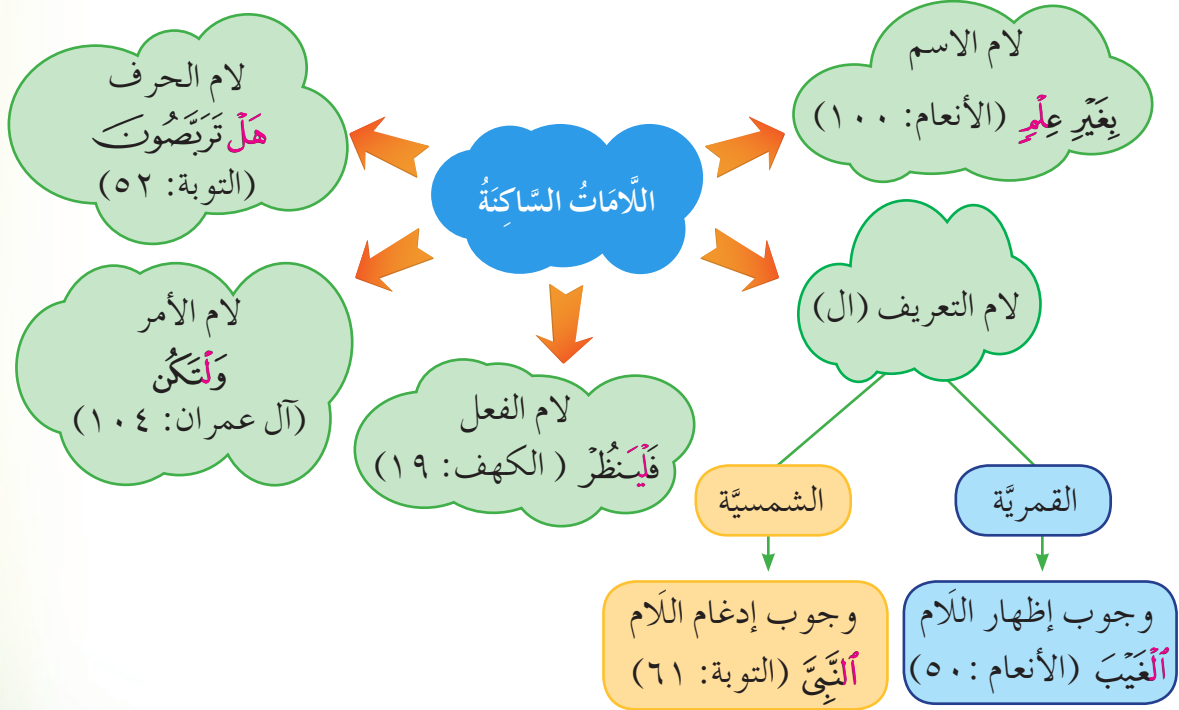 اللَّامَاتُ السَّاكِنَةُ
لام الاسم
بِغَيْرِ عِلْمٍ (الأنعام: ١٠٠)
لام التعريف (ال)
القمريَّة
وجوب إظهار اللَام
ٱلْغَيْبَ (الأنعام :٥٠)
الشمسيَّة
وجوب إدغام اللَام
ٱلنَّبِىَّ (التوبة: ٦١)
لام الفعل
فَلْيَنظُرْ ( الكهف: ١٩)
لام الأمر
وَلْتَكُن
(آل عمران: ١٠٤)
لام الحرف
هَلْ تَرَبَّصُونَ
(التوبة: ٥٢)